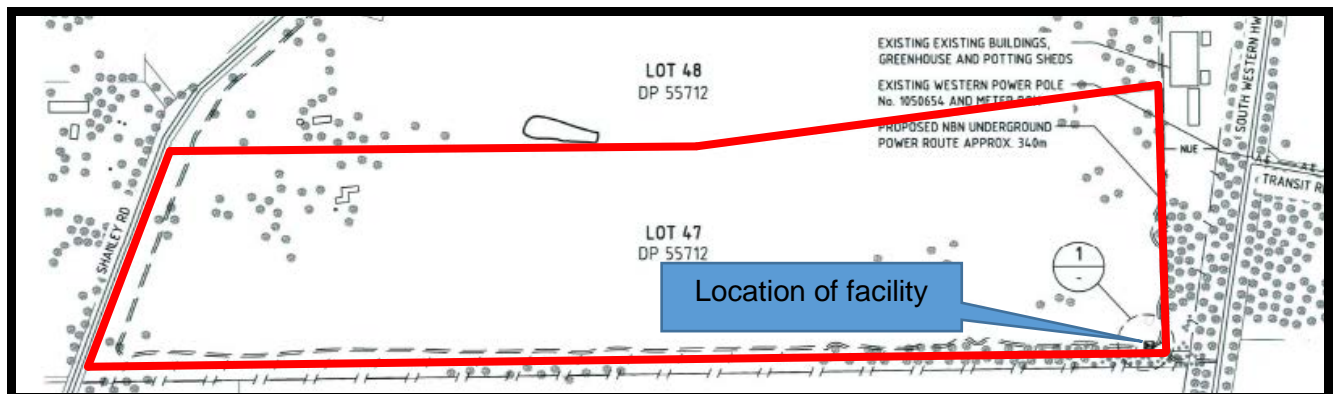 EXISTING EXISTING BUILDINGS,
GREENHOUSE AND POTTING SHEDS
LOT 48
DP 55712
EXISTING WESTERN POWER POLE
No. 1050654 AND METER
PROPOSED NBN UNDERGROUND
POWER ROUTE APPROX. 340m
SOUTH WESTERN
NUE
A E
A E
TRANSIT
SHANLEY RD
LOT 47
DP 55712
1
-
Location of facility